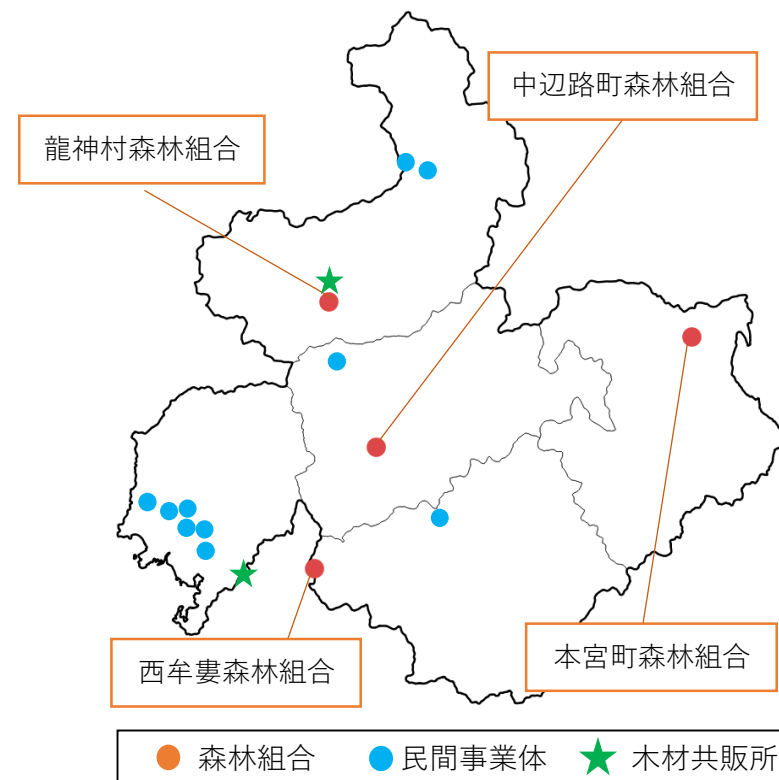 中辺路町森林組合
龍神村森林組合
西牟婁森林組合
本宮町森林組合
森林組合
民間事業体
木材共販所